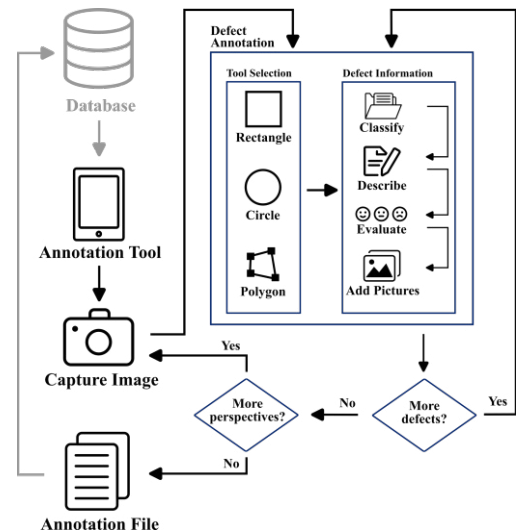 Defect
Annotation
Database
Tool Selection
Defect Information
Rectangle
Classify
Describe
Annotation Tool
Circle
Evaluate
Polygon
Add Pictures
Capture Image
Yes
More
perspectives?
No
More
defects?
Yes
No
Annotation File